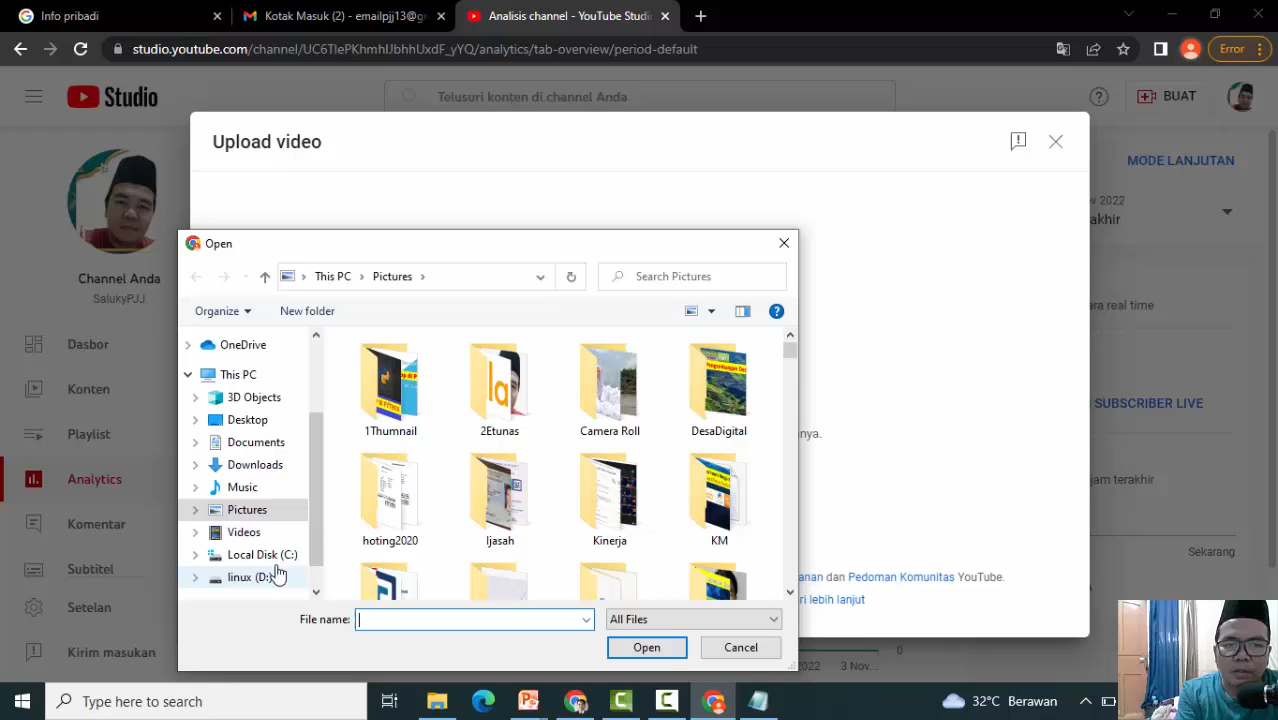 Info pribadi
Kotak Masuk (2) - emailpjj13@g
Analisis channel - YouTube Studi
studio.youtube.com/channel/UC6TlePKhmhIJbhhUxdF_yYQ/analytics/tab-overview/period-default
Error
Studio
Telusuri konten di channel Anda
BUAT
Upload video
MODE LANJUTAN
v 2022
akhir
Channel Anda
SalukyPJJ
Dasbor
Konten
Playlist
Analytics
Komentar
Subtitel
Setelan
Kirim masukan
Open
This PC
Pictures
Search Pictures
Organize
New folder
OneDrive
This PC
3D Objects
Desktop
Documents
Downloads
Music
Pictures
Videos
Local Disk (C:)
linux (D:)
1Thumnail
2Etunas
Camera Roll
DesaDigital
hoting2020
Ijasah
Kinerja
KM
File name:
All Files
Open
Cancel
ara real time
SUBSCRIBER LIVE
nya.
jam terakhir
Sekarang
anan dan Pedoman Komunitas YouTube.
ri lebih lanjut
2022
3 Nov...
0
Type here to search
32°C Berawan